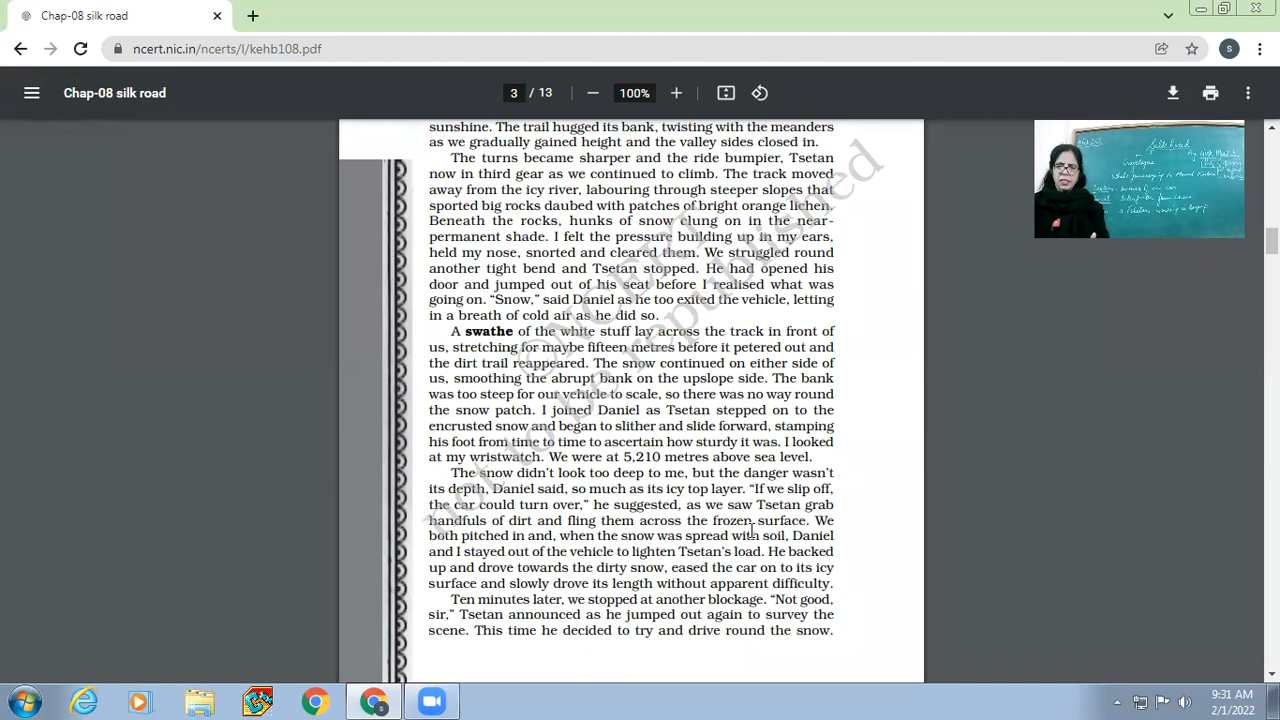 Chap-08 silk road
ncert.nic.in/ncerts/l/kehb108.pdf
S
Chap-08 silk road
3 / 13
100%
sunshine. The trail hugged its bank, twisting with the meanders
as we gradually gained height and the valley sides closed in.
The turns became sharper and the ride bumpier, Tsetan
now in third gear as we continued to climb. The track moved
away from the icy river, labouring through steeper slopes that
sported big rocks daubed with patches of bright orange lichen.
Beneath the rocks, hunks of snow clung on in the near-
permanent shade. I felt the pressure building up in my ears,
held my nose, snorted and cleared them. We struggled round
another tight bend and Tsetan stopped. He had opened his
door and jumped out of his seat before I realised what was
going on. “Snow,” said Daniel as he too exited the vehicle, letting
in a breath of cold air as he did so.
A swathe of the white stuff lay across the track in front of
us, stretching for maybe fifteen metres before it petered out and
the dirt trail reappeared. The snow continued on either side of
us, smoothing the abrupt bank on the upslope side. The bank
was too steep for our vehicle to scale, so there was no way round
the snow patch. I joined Daniel as Tsetan stepped on to the
encrusted snow and began to slither and slide forward, stamping
his foot from time to time to ascertain how sturdy it was. I looked
at my wristwatch. We were at 5,210 metres above sea level.
The snow didn’t look too deep to me, but the danger wasn’t
its depth, Daniel said, so much as its icy top layer. “If we slip off,
the car could turn over,” he suggested, as we saw Tsetan grab
handfuls of dirt and fling them across the frozen surface. We
both pitched in and, when the snow was spread with soil, Daniel
and I stayed out of the vehicle to lighten Tsetan’s load. He backed
up and drove towards the dirty snow, eased the car on to its icy
surface and slowly drove its length without apparent difficulty.
Ten minutes later, we stopped at another blockage. “Not good,
sir,” Tsetan announced as he jumped out again to survey the
scene. This time he decided to try and drive round the snow.
©NCERT
not to be republished
Silk Road
Travelogue
S
9:31 AM
2/1/2022